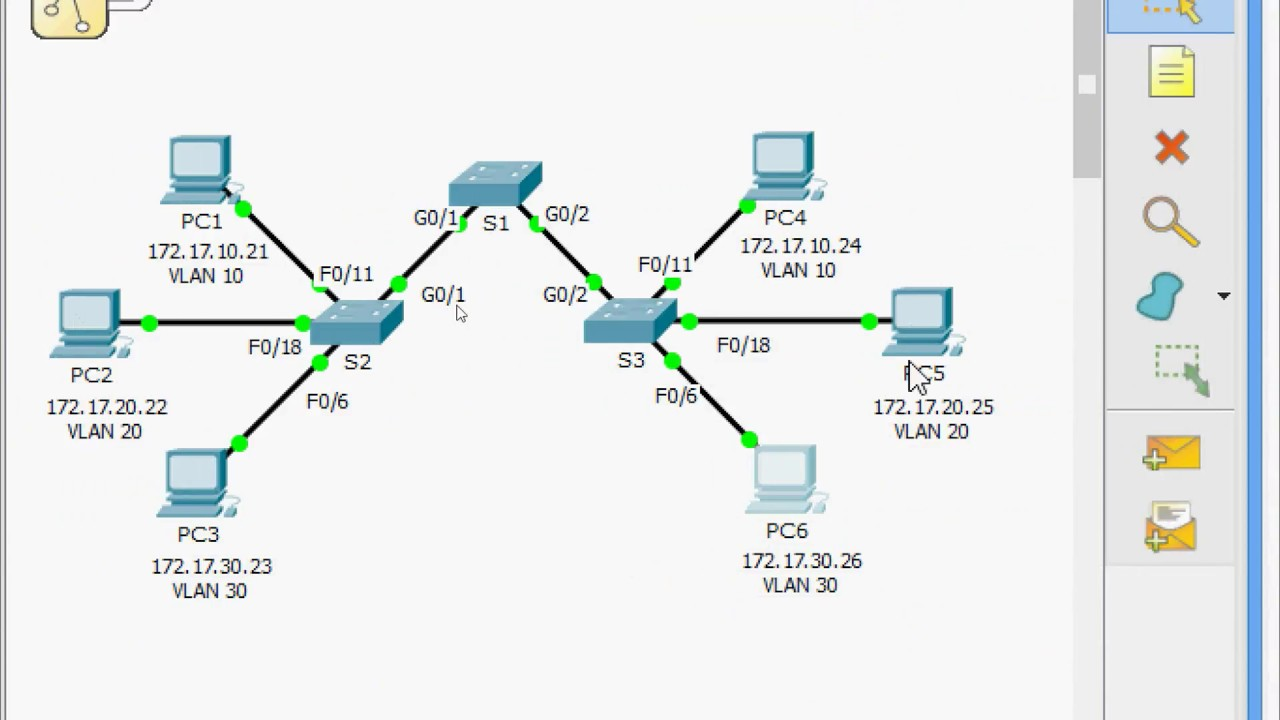 PC1
172.17.10.21
VLAN 10
PC2
172.17.20.22
VLAN 20
PC3
172.17.30.23
VLAN 30
F0/11
F0/18
F0/6
S2
G0/1
G0/1
S1
G0/2
G0/2
S3
F0/11
F0/18
F0/6
PC4
172.17.10.24
VLAN 10
PC5
172.17.20.25
VLAN 20
PC6
172.17.30.26
VLAN 30